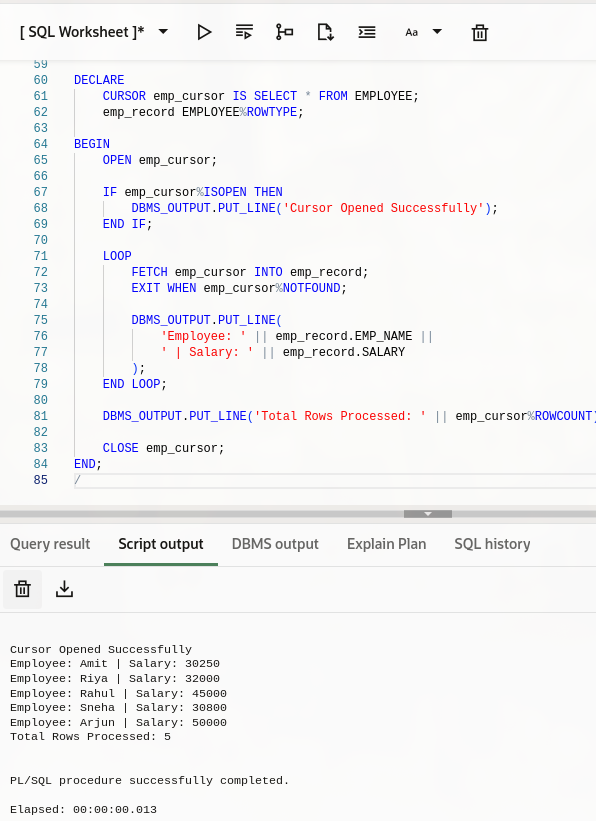 [ SQL Worksheet ]*
Aa
59
60 DECLARE
61     CURSOR emp_cursor IS SELECT * FROM EMPLOYEE;
62     emp_record EMPLOYEE%ROWTYPE;
63
64 BEGIN
65     OPEN emp_cursor;
66
67     IF emp_cursor%ISOPEN THEN
68         DBMS_OUTPUT.PUT_LINE('Cursor Opened Successfully');
69     END IF;
70
71     LOOP
72         FETCH emp_cursor INTO emp_record;
73         EXIT WHEN emp_cursor%NOTFOUND;
74
75         DBMS_OUTPUT.PUT_LINE(
76             'Employee: ' || emp_record.EMP_NAME ||
77             ' | Salary: ' || emp_record.SALARY
78         );
79     END LOOP;
80
81     DBMS_OUTPUT.PUT_LINE('Total Rows Processed: ' || emp_cursor%ROWCOUNT)
82
83     CLOSE emp_cursor;
84 END;
85 /
Query result Script output DBMS output Explain Plan SQL history
Cursor Opened Successfully
Employee: Amit | Salary: 30250
Employee: Riya | Salary: 32000
Employee: Rahul | Salary: 45000
Employee: Sneha | Salary: 30800
Employee: Arjun | Salary: 50000
Total Rows Processed: 5
PL/SQL procedure successfully completed.
Elapsed: 00:00:00.013